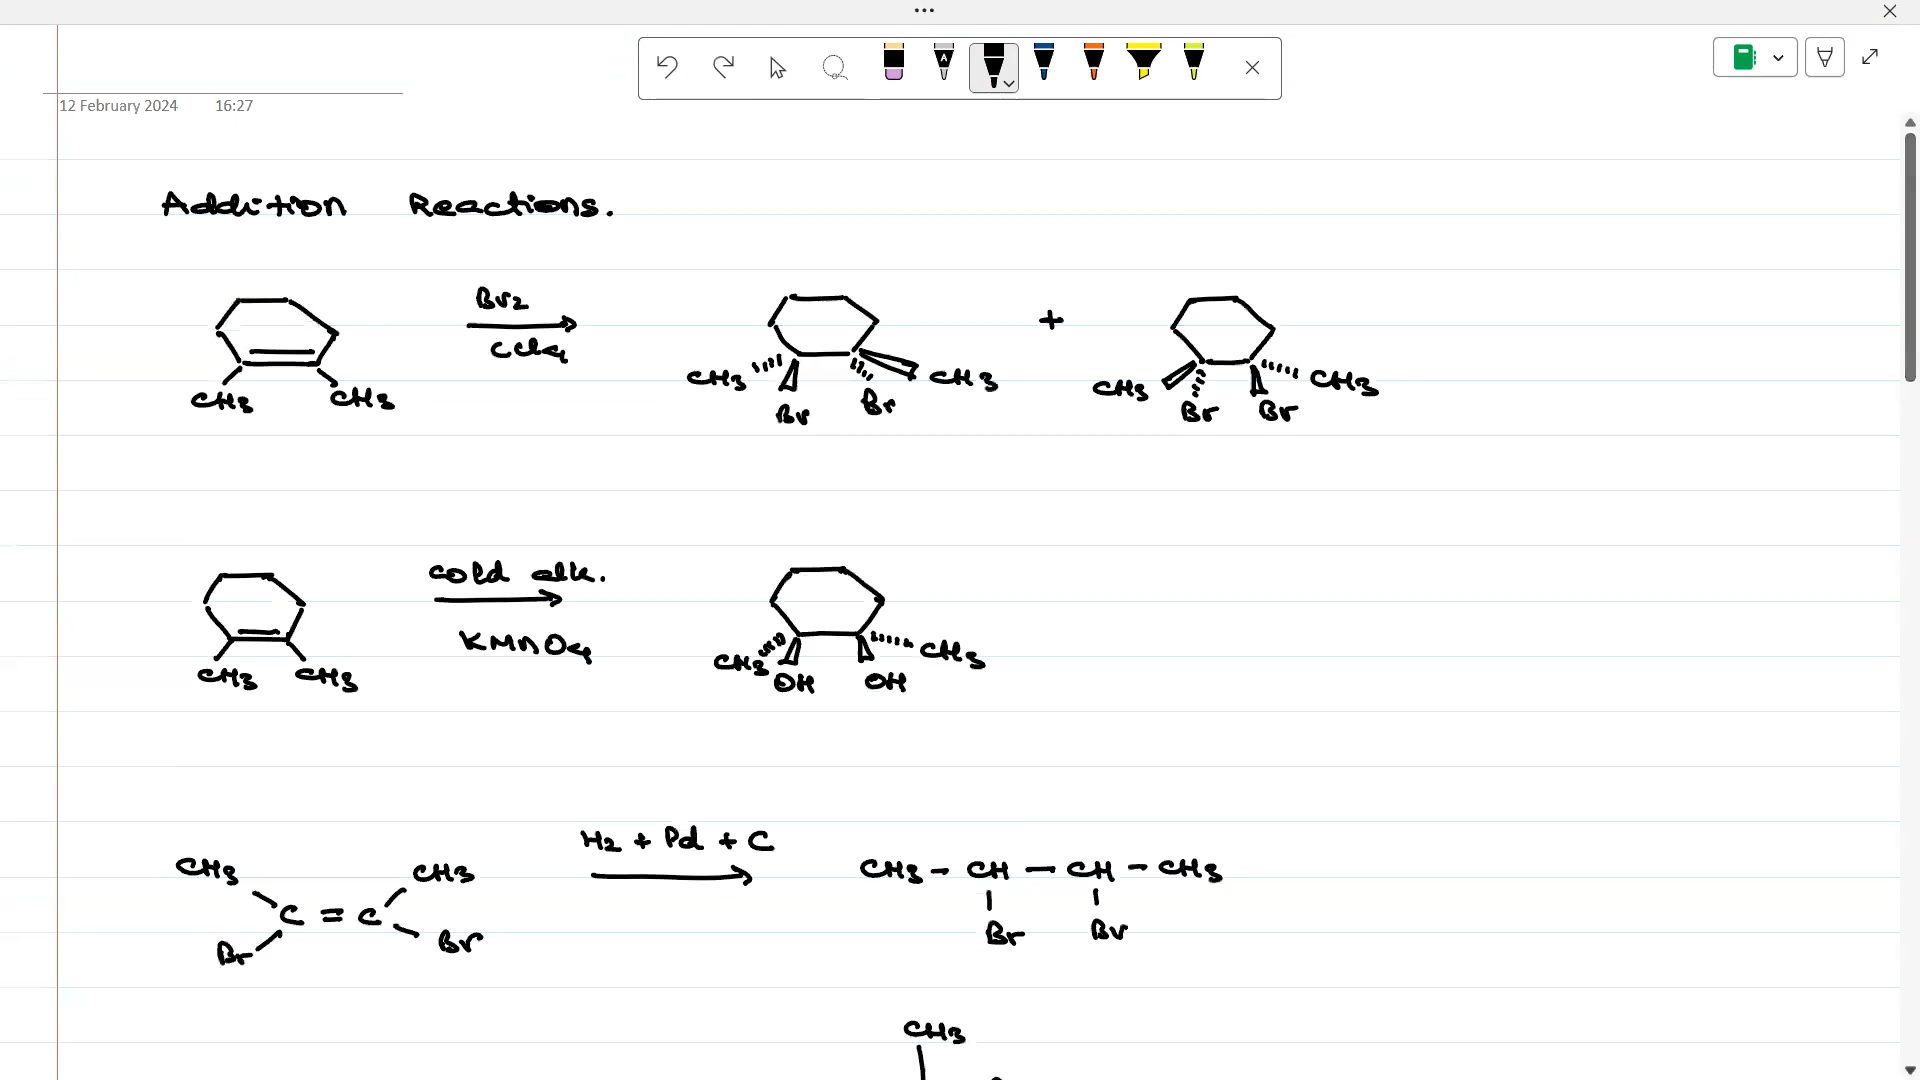 12 February 2024 16:27
Addition Reactions.
Br2
CCl4
CH3 CH3
CH3 Br Br CH3
+
CH3 Br Br CH3
cold alk.
KMnO4
CH3 CH3
CH3 OH OH CH3
H2 + Pd + C
CH3 CH3
C = C
Br Br
CH3 - CH - CH - CH3
Br Br
CH3